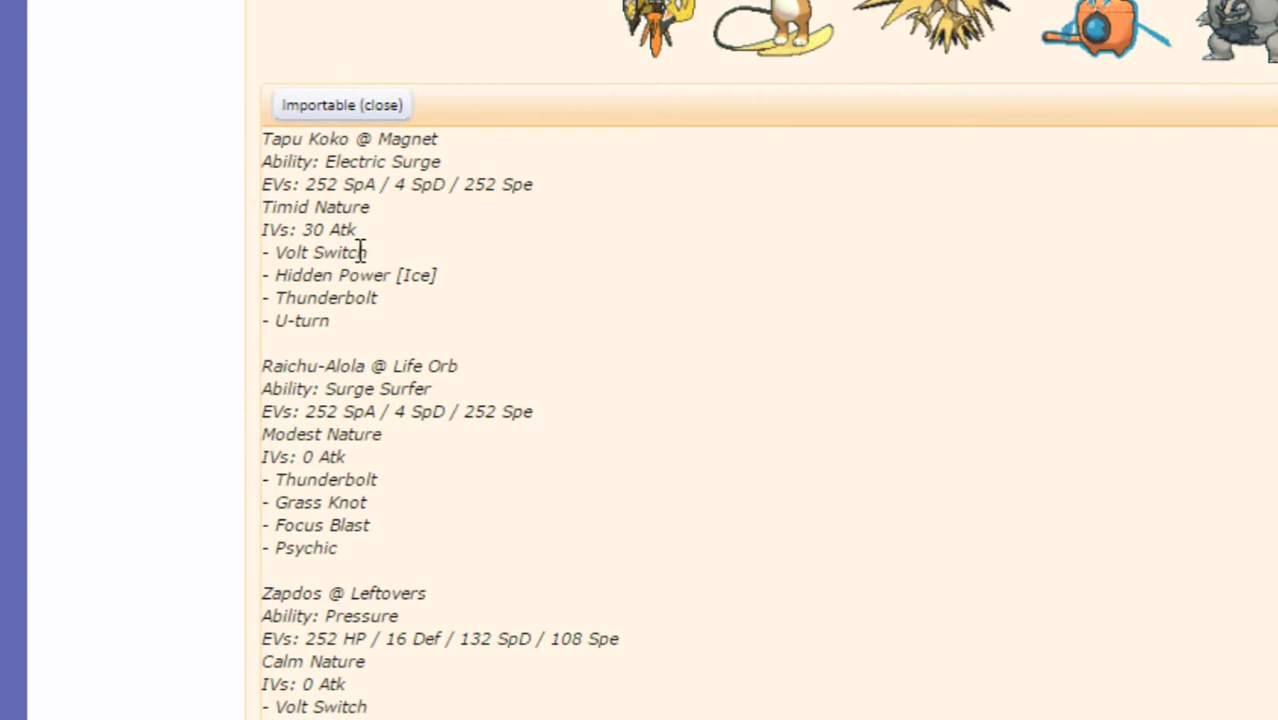 Importable (close)
Tapu Koko @ Magnet
Ability: Electric Surge
EVs: 252 SpA / 4 SpD / 252 Spe
Timid Nature
IVs: 30 Atk
- Volt Switch
- Hidden Power [Ice]
- Thunderbolt
- U-turn
Raichu-Alola @ Life Orb
Ability: Surge Surfer
EVs: 252 SpA / 4 SpD / 252 Spe
Modest Nature
IVs: 0 Atk
- Thunderbolt
- Grass Knot
- Focus Blast
- Psychic
Zapdos @ Leftovers
Ability: Pressure
EVs: 252 HP / 16 Def / 132 SpD / 108 Spe
Calm Nature
IVs: 0 Atk
- Volt Switch